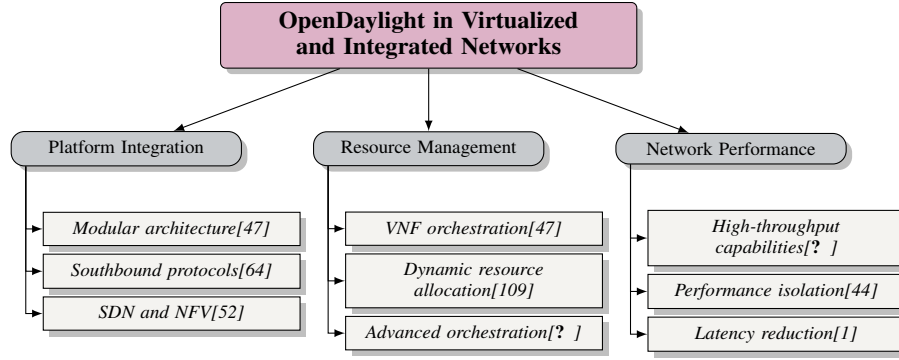 OpenDaylight in Virtualized
and Integrated Networks
Platform Integration
Resource Management
Network Performance
Modular architecture[47]
Southbound protocols[64]
SDN and NFV[52]
VNF orchestration[47]
Dynamic resource
allocation[109]
Advanced orchestration[? ]
High-throughput
capabilities[? ]
Performance isolation[44]
Latency reduction[1]